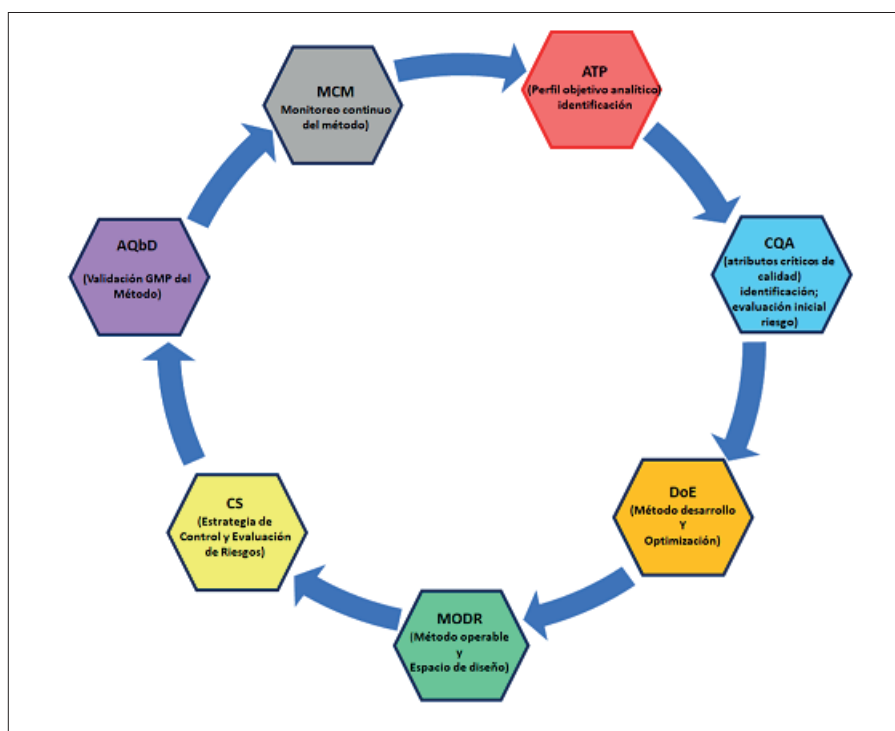 MCM
Monitoreo continuo
del método)
ATP
(Perfil objetivo analítico)
identificación
CQA
(atributos críticos de
calidad)
identificación;
evaluación inicial
riesgo)
DoE
(Método desarrollo
Y
Optimización)
MODR
(Método operable
y
Espacio de diseño)
CS
(Estrategia de
Control y Evaluación
de Riesgos)
AQbD
(Validación GMP del
Método)